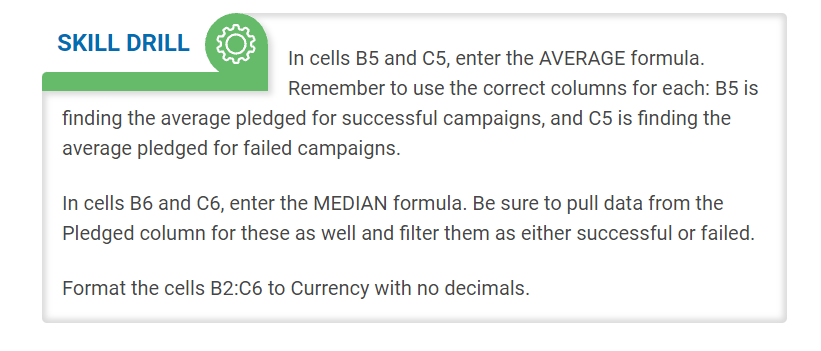 SKILL DRILL
In cells B5 and C5, enter the AVERAGE formula.
Remember to use the correct columns for each: B5 is
finding the average pledged for successful campaigns, and C5 is finding the
average pledged for failed campaigns.
In cells B6 and C6, enter the MEDIAN formula. Be sure to pull data from the
Pledged column for these as well and filter them as either successful or failed.
Format the cells B2:C6 to Currency with no decimals.